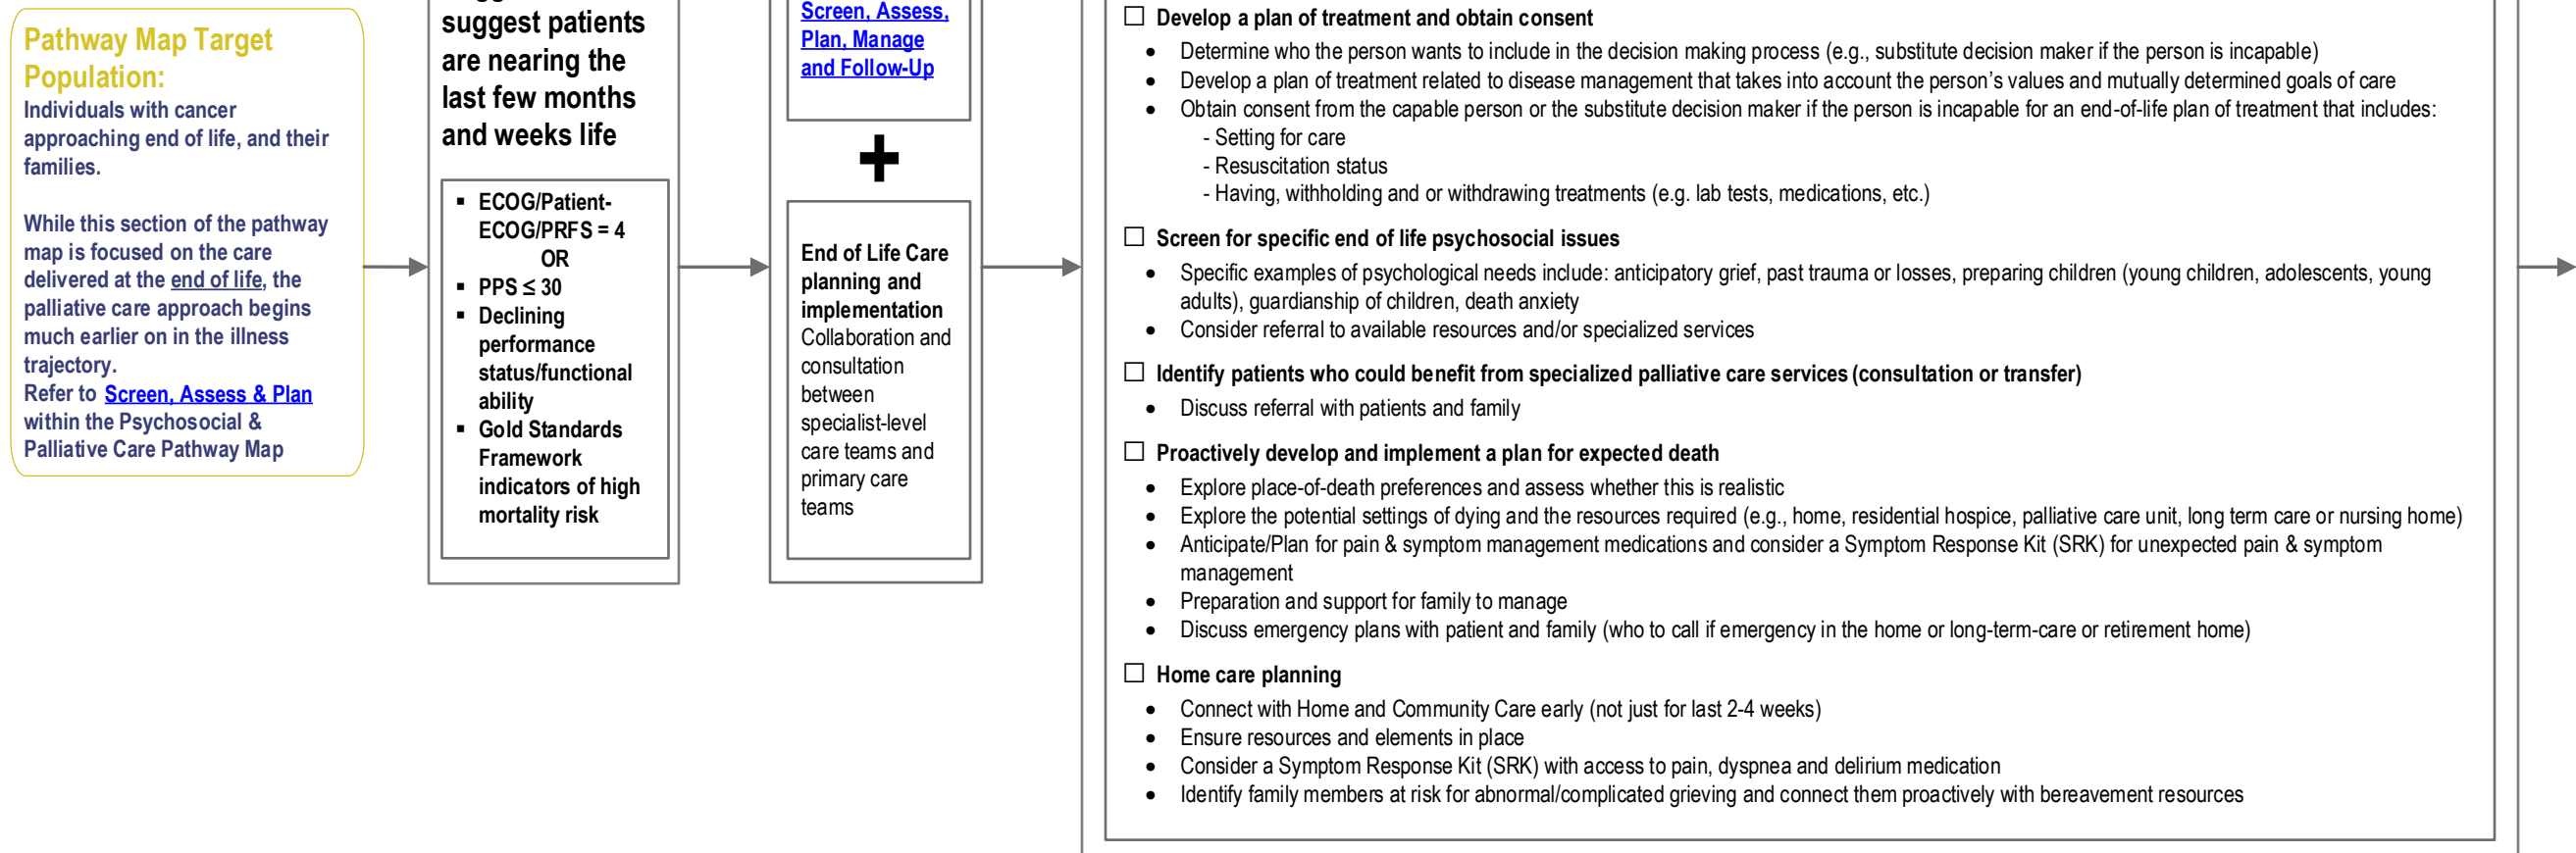 Pathway Map Target
Population:
Individuals with cancer
approaching end of life, and their
families.
While this section of the pathway
map is focused on the care
delivered at the end of life, the
palliative care approach begins
much earlier on in the illness
trajectory.
Refer to Screen, Assess & Plan
within the Psychosocial &
Palliative Care Pathway Map
suggest patients
are nearing the
last few months
and weeks life
▪ ECOG/Patient-
ECOG/PRFS = 4
OR
▪ PPS ≤ 30
▪ Declining
performance
status/functional
ability
▪ Gold Standards
Framework
indicators of high
mortality risk
Screen, Assess,
Plan, Manage
and Follow-Up
+
End of Life Care
planning and
implementation
Collaboration and
consultation
between
specialist-level
care teams and
primary care
teams
☐ Develop a plan of treatment and obtain consent
• Determine who the person wants to include in the decision making process (e.g., substitute decision maker if the person is incapable)
• Develop a plan of treatment related to disease management that takes into account the person's values and mutually determined goals of care
• Obtain consent from the capable person or the substitute decision maker if the person is incapable for an end-of-life plan of treatment that includes:
- Setting for care
- Resuscitation status
- Having, withholding and or withdrawing treatments (e.g. lab tests, medications, etc.)
☐ Screen for specific end of life psychosocial issues
• Specific examples of psychological needs include: anticipatory grief, past trauma or losses, preparing children (young children, adolescents, young
adults), guardianship of children, death anxiety
• Consider referral to available resources and/or specialized services
☐ Identify patients who could benefit from specialized palliative care services (consultation or transfer)
• Discuss referral with patients and family
☐ Proactively develop and implement a plan for expected death
• Explore place-of-death preferences and assess whether this is realistic
• Explore the potential settings of dying and the resources required (e.g., home, residential hospice, palliative care unit, long term care or nursing home)
• Anticipate/Plan for pain & symptom management medications and consider a Symptom Response Kit (SRK) for unexpected pain & symptom
management
• Preparation and support for family to manage
• Discuss emergency plans with patient and family (who to call if emergency in the home or long-term-care or retirement home)
☐ Home care planning
• Connect with Home and Community Care early (not just for last 2-4 weeks)
• Ensure resources and elements in place
• Consider a Symptom Response Kit (SRK) with access to pain, dyspnea and delirium medication
• Identify family members at risk for abnormal/complicated grieving and connect them proactively with bereavement resources